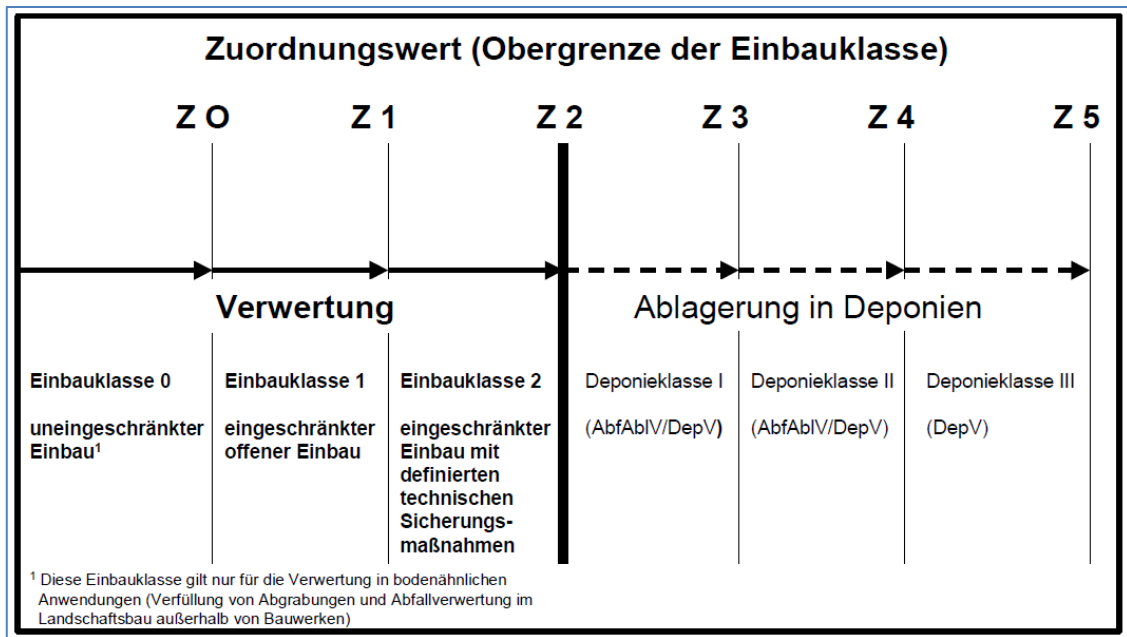 Zuordnungswert (Obergrenze der Einbauklasse)
Z O
Z 1
Z 2
Z 3
Z 4
Z 5
Verwertung
Ablagerung in Deponien
Einbauklasse 0
uneingeschränkter
Einbau¹
Einbauklasse 1
eingeschränkter
offener Einbau
Einbauklasse 2
eingeschränkter
Einbau mit
definierten
technischen
Sicherungs-
maßnahmen
Deponieklasse I
(AbfAblV/DepV)
Deponieklasse II
(AbfAblV/DepV)
Deponieklasse III
(DepV)
¹ Diese Einbauklasse gilt nur für die Verwertung in bodenähnlichen
Anwendungen (Verfüllung von Abgrabungen und Abfallverwertung im
Landschaftsbau außerhalb von Bauwerken)